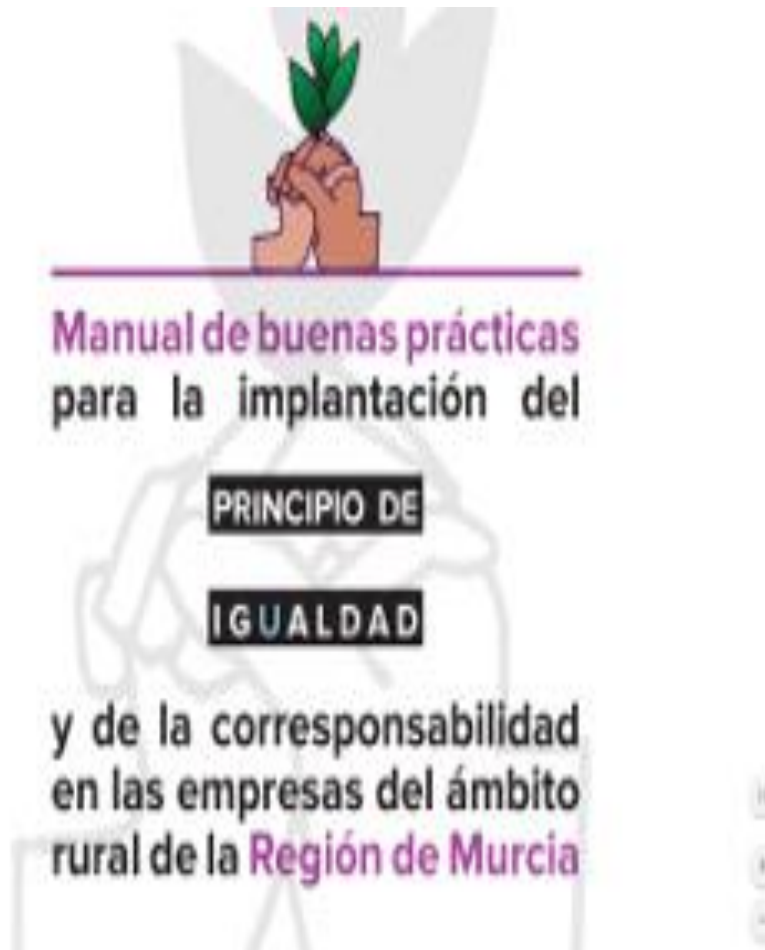 Manual de buenas prácticas
para la implantación del
PRINCIPIO DE
IGUALDAD
y de la corresponsabilidad
en las empresas del ámbito
rural de la Región de Murcia